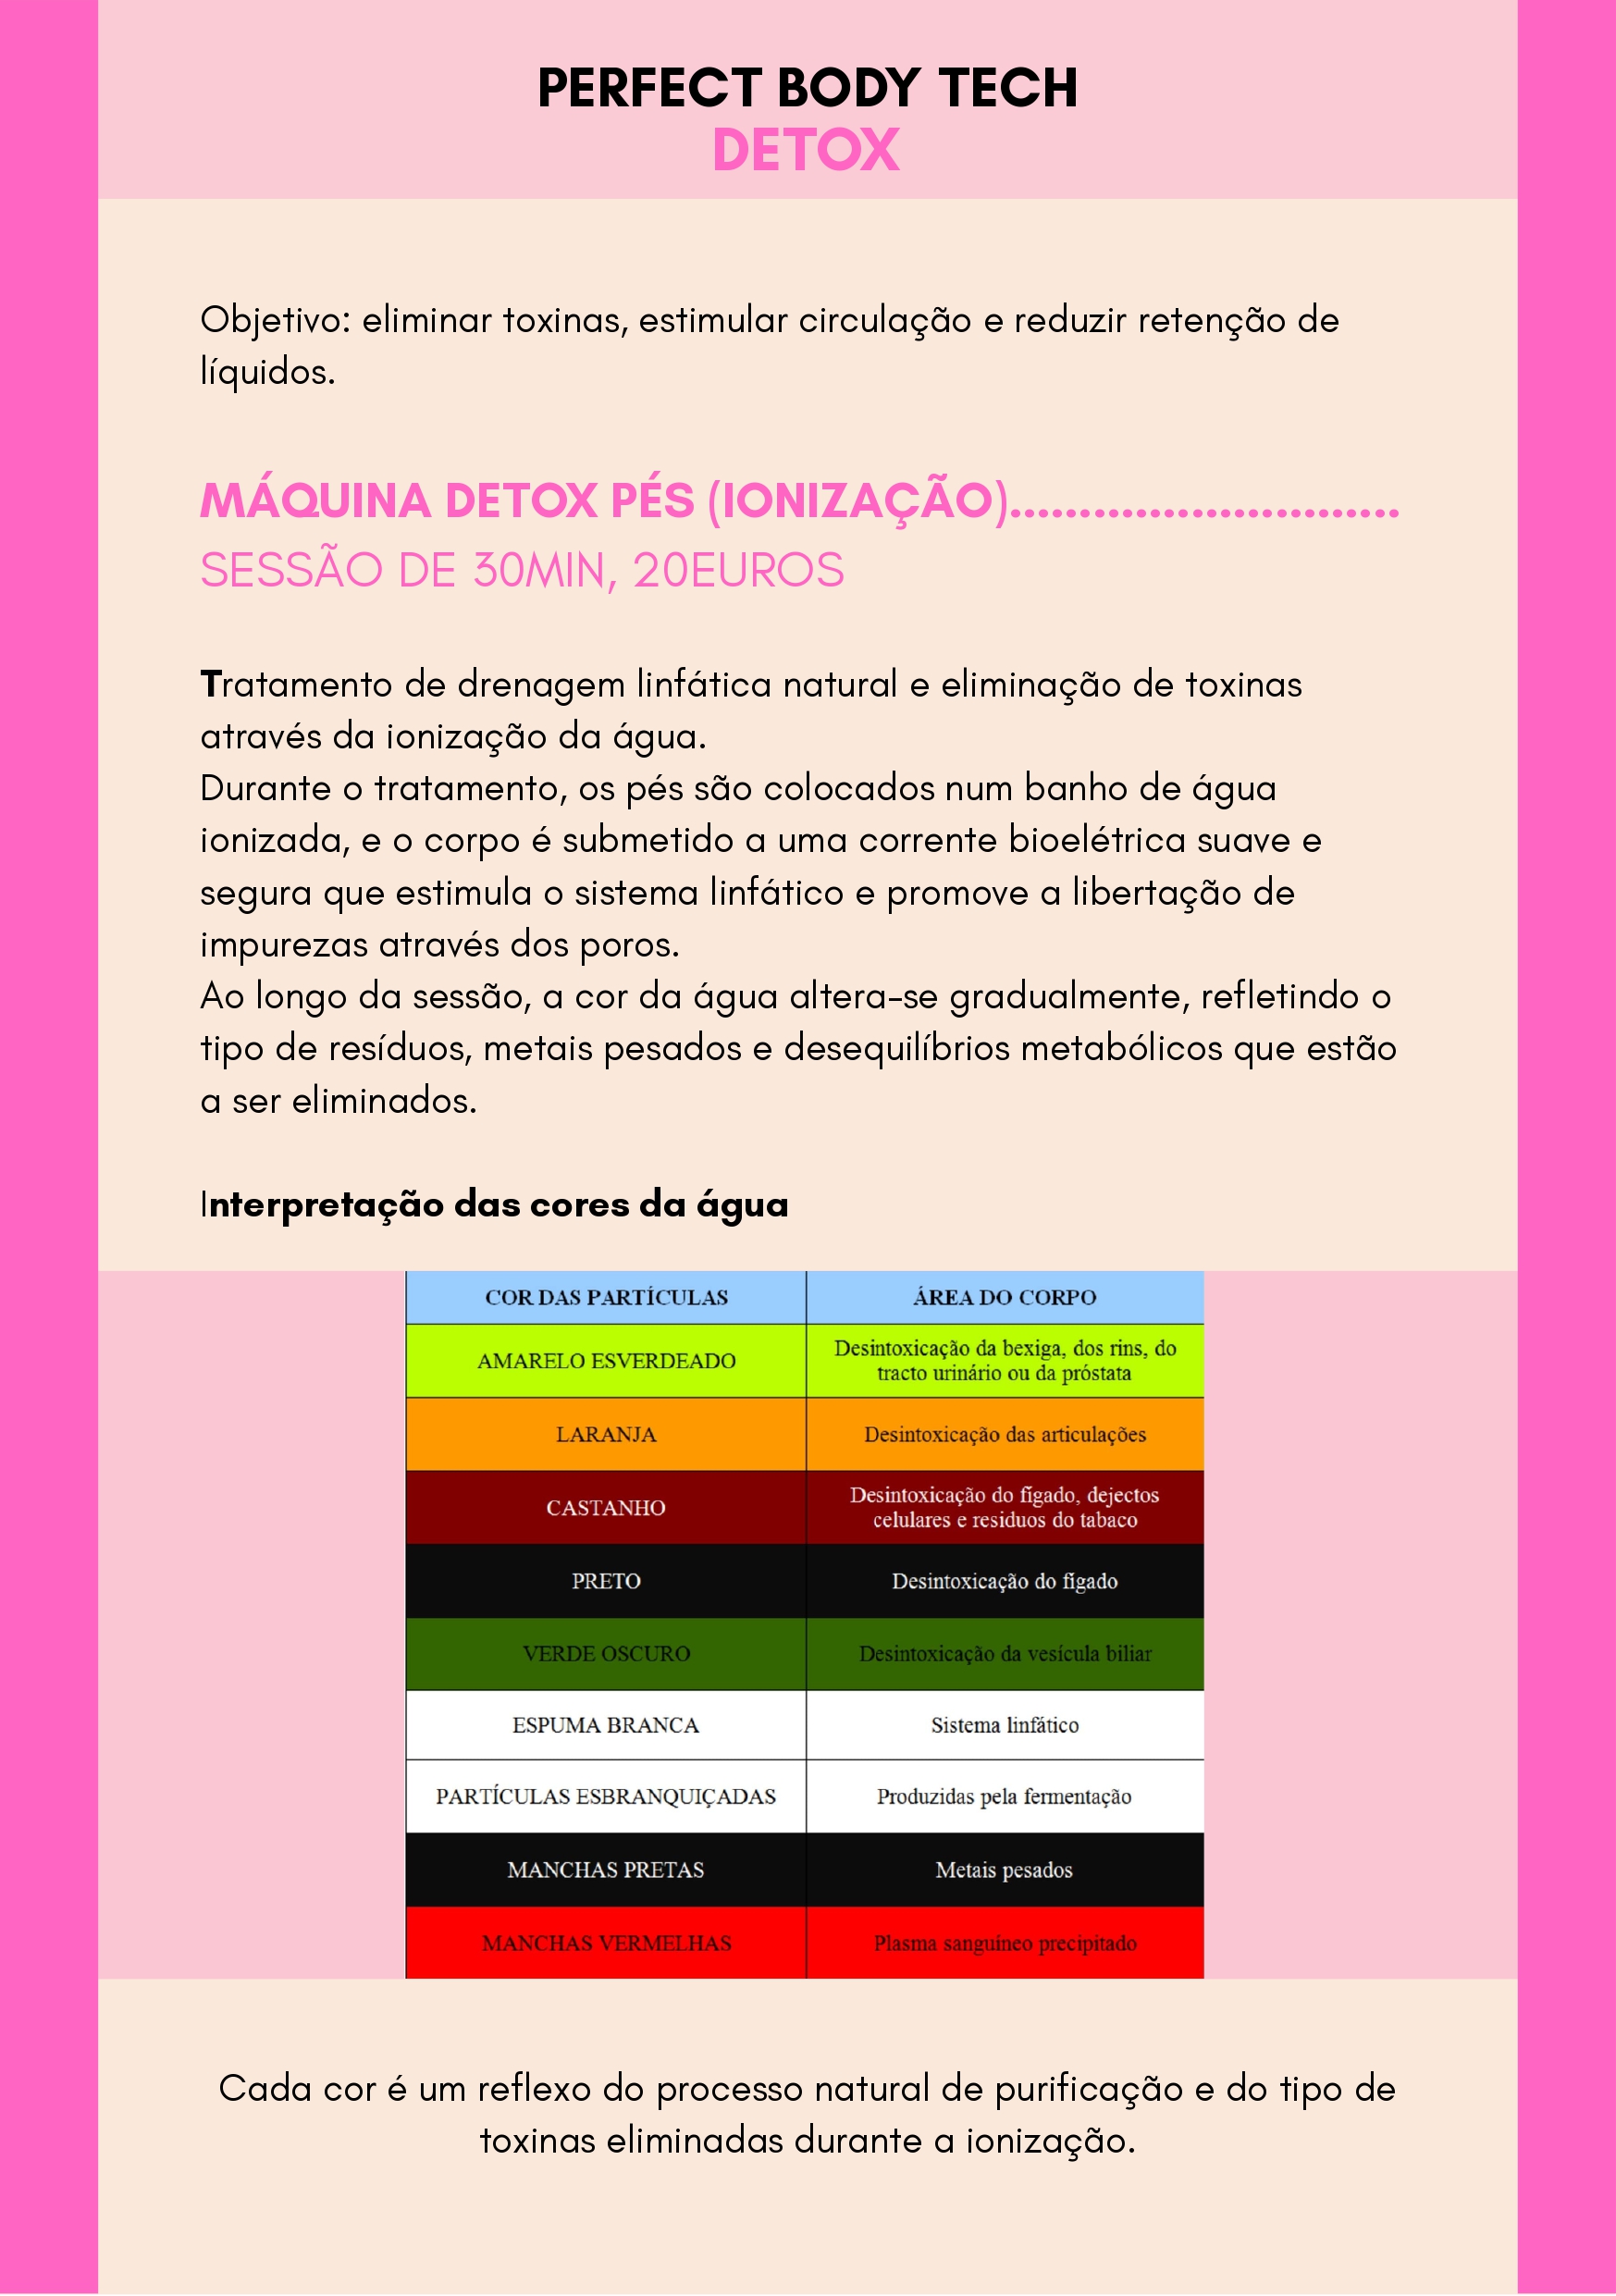 PERFECT BODY TECH
DETOX
Objetivo: eliminar toxinas, estimular circulação e reduzir retenção de
líquidos.
MÁQUINA DETOX PÉS (IONIZAÇÃO)............................
SESSÃO DE 30MIN, 20EUROS
Tratamento de drenagem linfática natural e eliminação de toxinas
através da ionização da água.
Durante o tratamento, os pés são colocados num banho de água
ionizada, e o corpo é submetido a uma corrente bioelétrica suave e
segura que estimula o sistema linfático e promove a libertação de
impurezas através dos poros.
Ao longo da sessão, a cor da água altera-se gradualmente, refletindo o
tipo de resíduos, metais pesados e desequilíbrios metabólicos que estão
a ser eliminados.
Interpretação das cores da água
COR DAS PARTÍCULAS ÁREA DO CORPO
AMARELO ESVERDEADO Desintoxicação da bexiga, dos rins, do
tracto urinário ou da próstata
LARANJA Desintoxicação das articulações
CASTANHO Desintoxicação do fígado, dejectos
celulares e residuos do tabaco
PRETO Desintoxicação do fígado
VERDE OSCURO Desintoxicação da vesícula biliar
ESPUMA BRANCA Sistema linfático
PARTÍCULAS ESBRANQUIÇADAS Produzidas pela fermentação
MANCHAS PRETAS Metais pesados
MANCHAS VERMELHAS Plasma sanguíneo precipitado
Cada cor é um reflexo do processo natural de purificação e do tipo de
toxinas eliminadas durante a ionização.